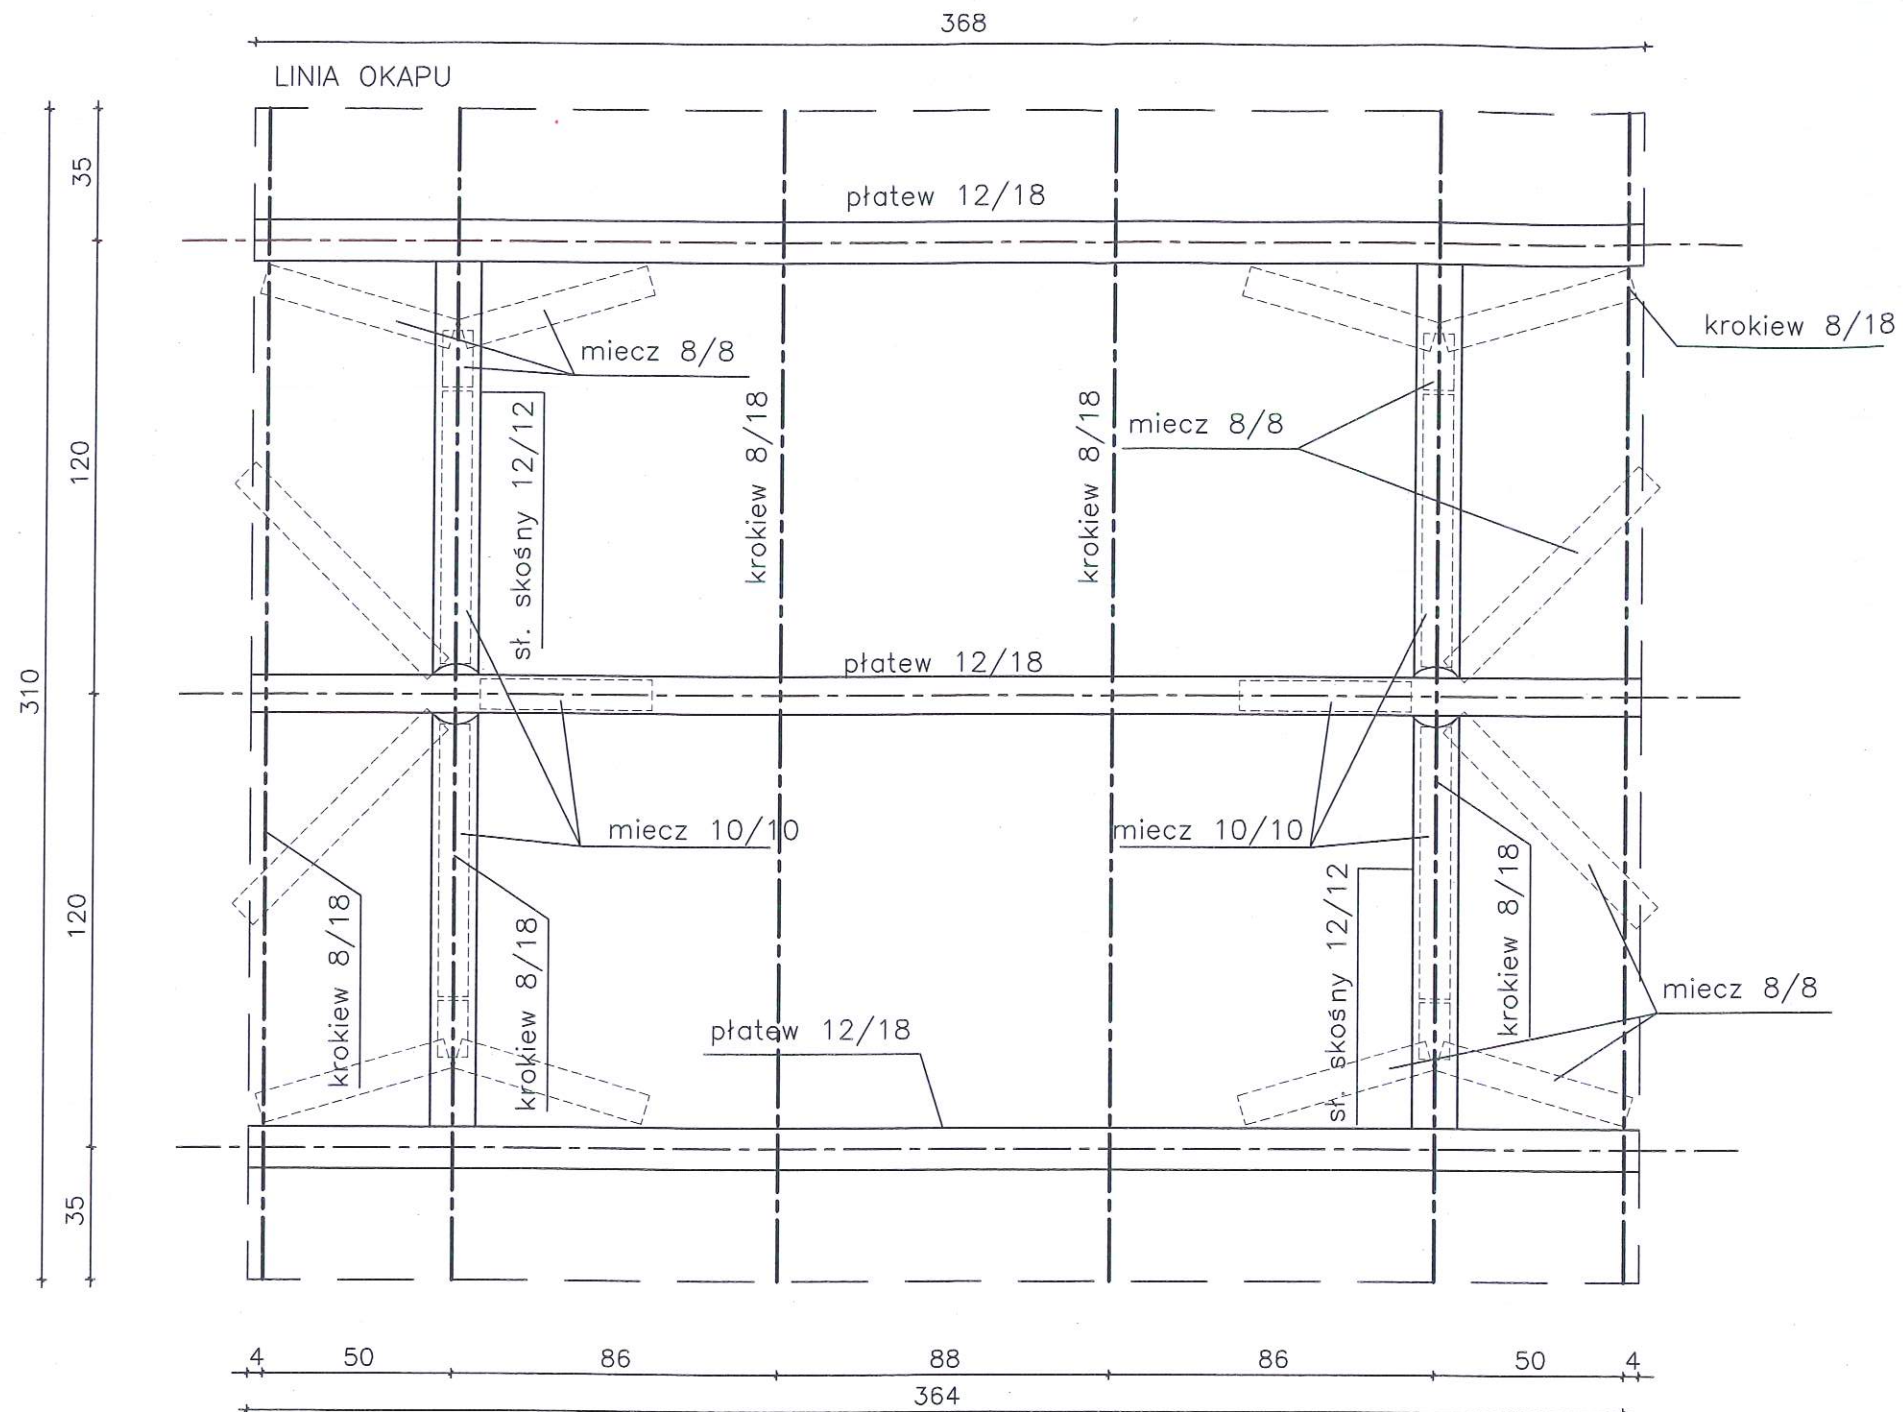 368
LINIA OKAPU
35
płatew 12/18
krokiew 8/18
miecz 8/8
120
sł. skośny 12/12
krokiew 8/18
krokiew 8/18
miecz 8/8
310
płatew 12/18
miecz 10/10
miecz 10/10
120
krokiew 8/18
krokiew 8/18
sł. skośny 12/12
krokiew 8/18
miecz 8/8
płatew 12/18
35
4 50 86 88 86 50 4
364